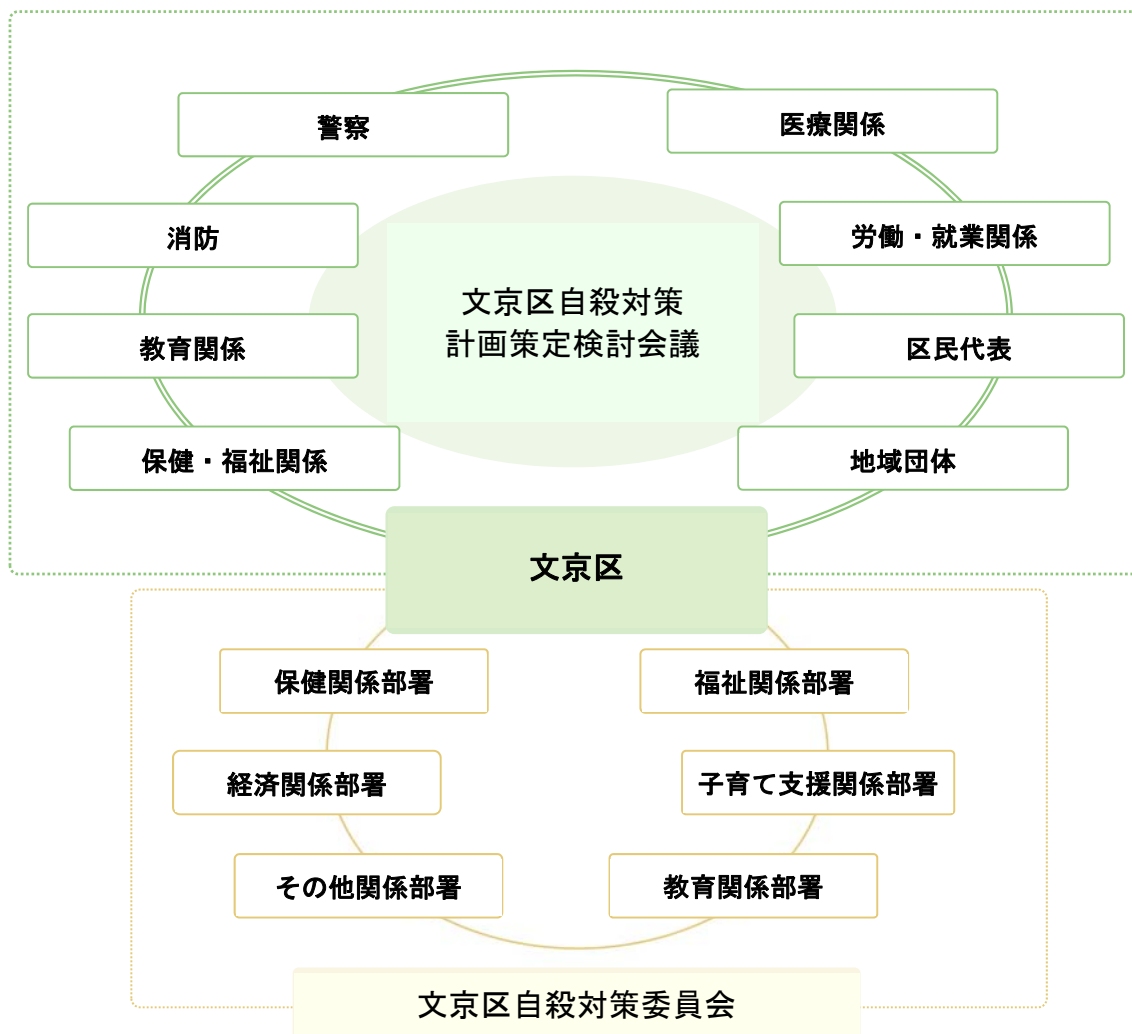 警察
医療関係
消防
労働・就業関係
文京区自殺対策
計画策定検討会議
教育関係
区民代表
保健・福祉関係
地域団体
文京区
保健関係部署
福祉関係部署
経済関係部署
子育て支援関係部署
その他関係部署
教育関係部署
文京区自殺対策委員会